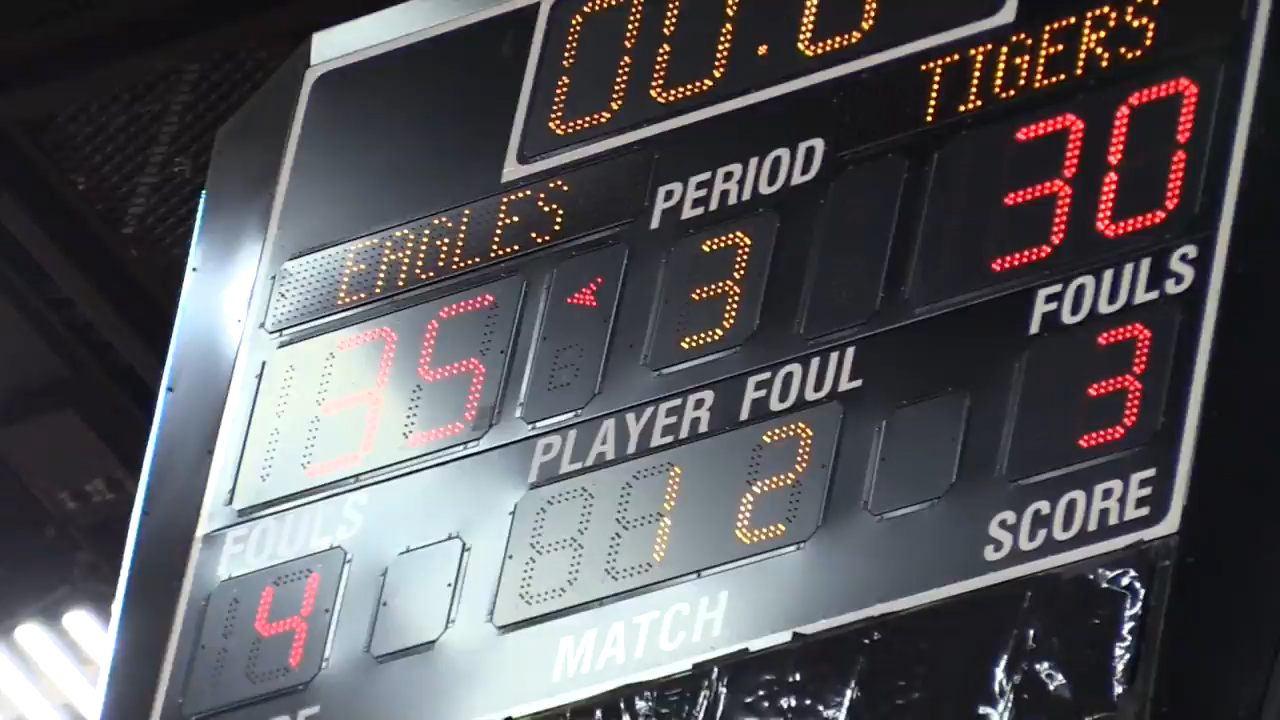 00.0
TIGERS
EAGLES
PERIOD
30
35
3
FOULS
PLAYER FOUL
3
12
FOULS
4
SCORE
MATCH